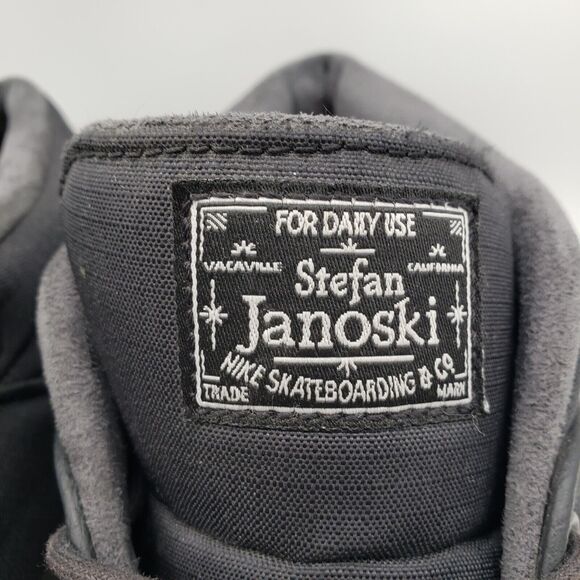 FOR DAILY USE
VACAVILLE CALIFORNIA
Stefan
Janoski
NIKE SKATEBOARDING & CO
TRADE MARK